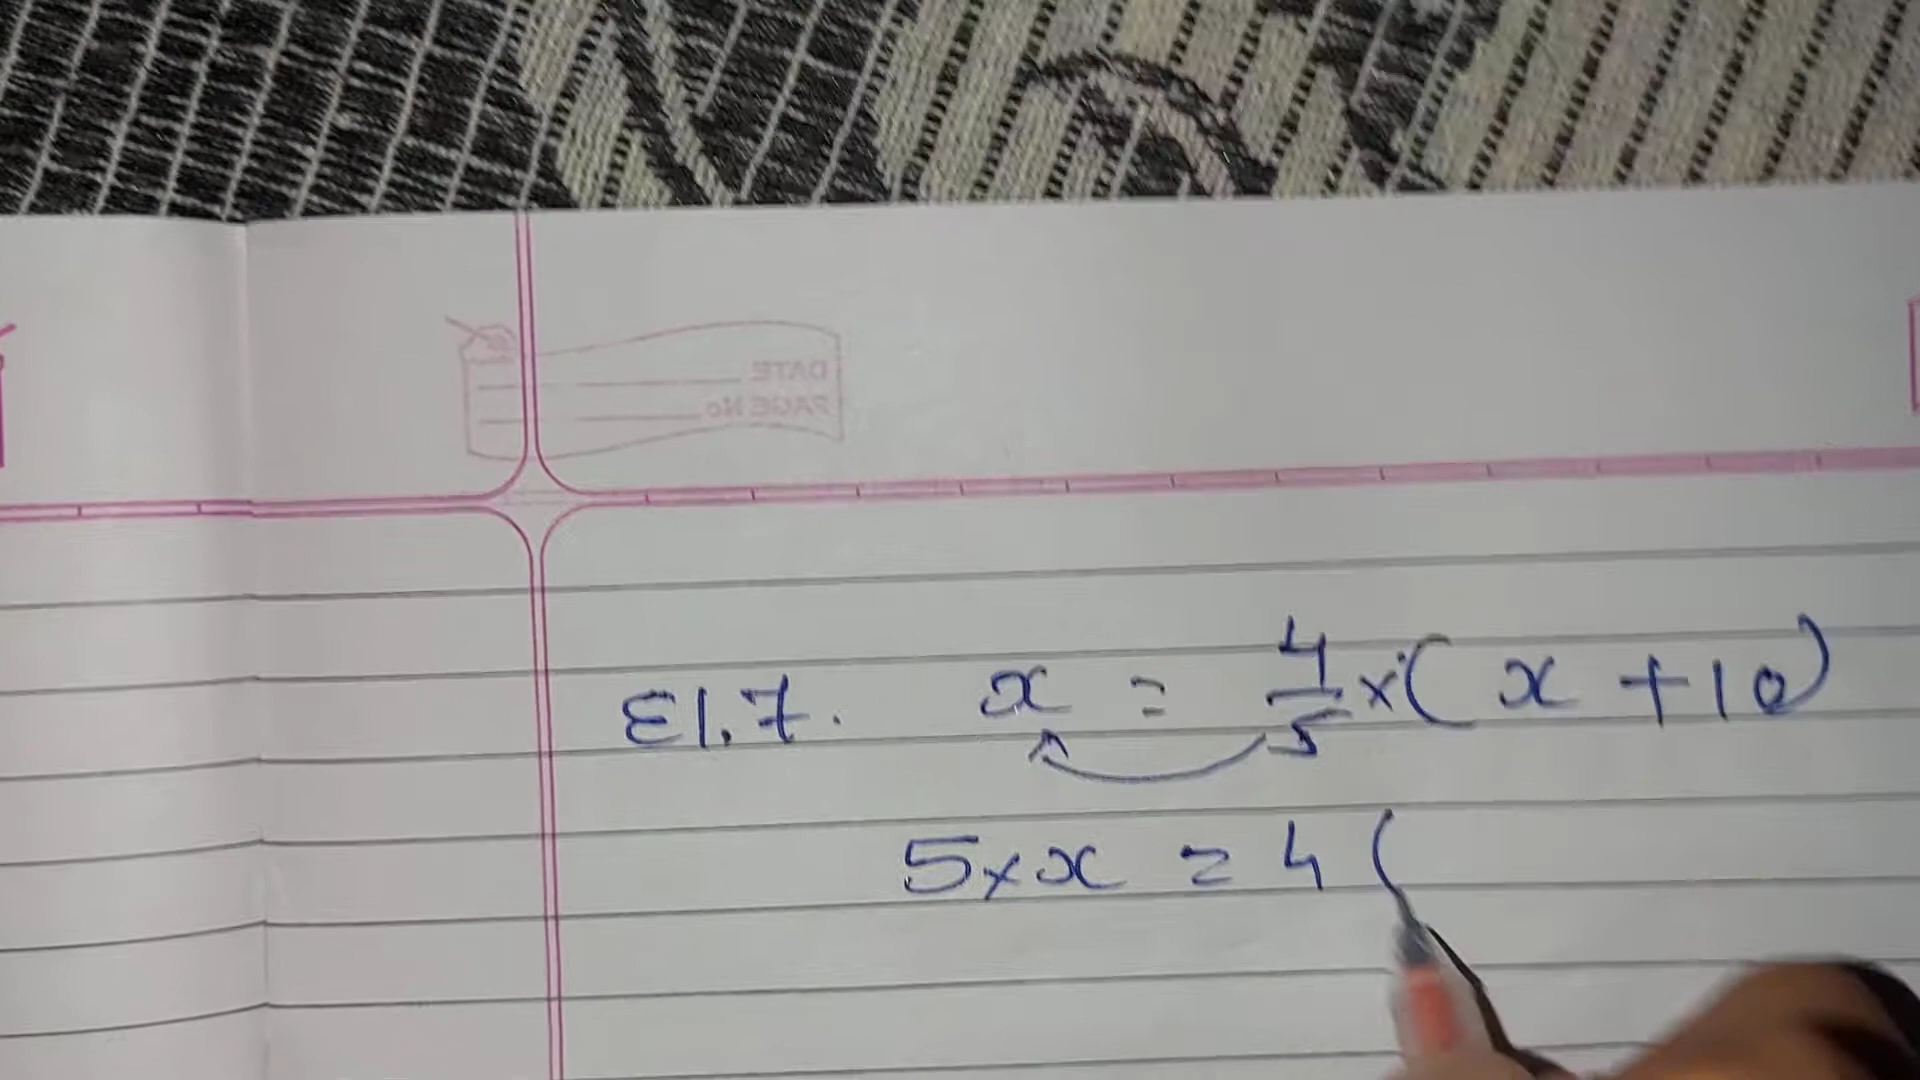 DATE
PAGE No
E1.7. x = 4/5 × (x + 10)
5 × x = 4 (